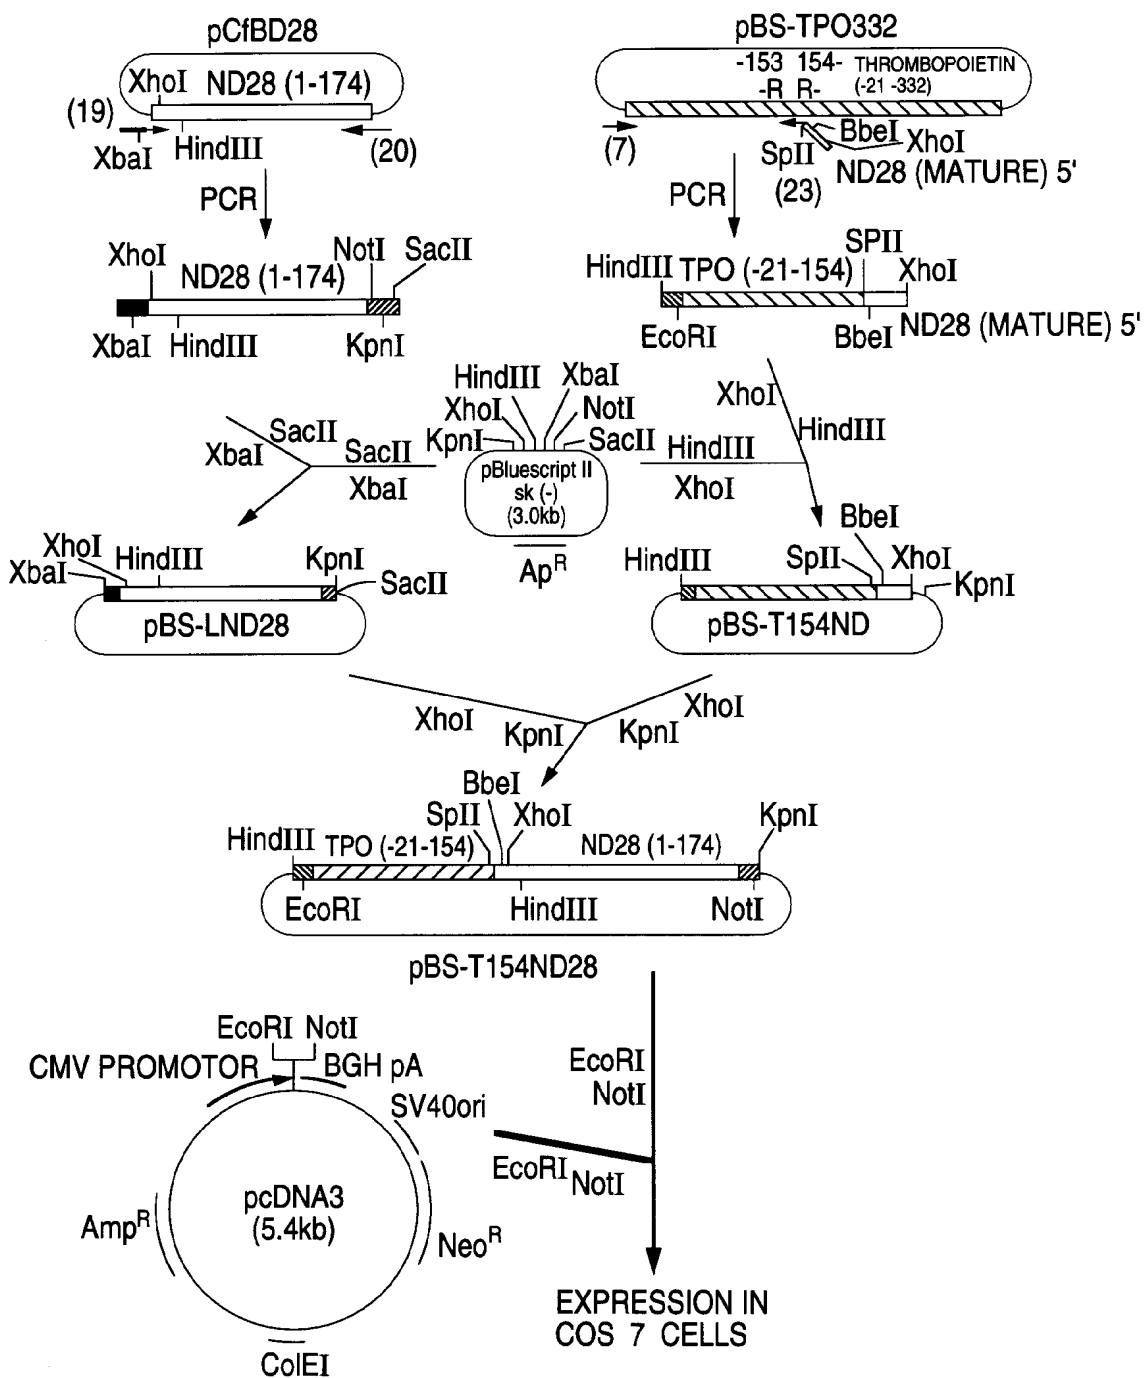 pCfBD28
XhoI ND28 (1-174)
(19)
XbaI
HindIII
(20)
PCR
pBS-TPO332
-153 154- THROMBOPOIETIN
-R R- (-21 -332)
(7)
BbeI
XhoI
SpII
ND28 (MATURE) 5'
(23)
PCR
XhoI
ND28 (1-174)
NotI
SacII
XbaI
HindIII
KpnI
SPII
HindIII TPO (-21-154) XhoI
EcoRI
BbeI
ND28 (MATURE) 5'
HindIII
XbaI
XhoI
NotI
KpnI
SacII
pBluescript II
sk (-)
(3.0kb)
Ap^R
SacII
XbaI
SacII
XbaI
HindIII
XhoI
XhoI
HindIII
XhoI
HindIII
KpnI
XbaI
SacII
pBS-LND28
BbeI
HindIII
SpII
XhoI
KpnI
pBS-T154ND
XhoI
KpnI
KpnI
XhoI
BbeI
SpII
XhoI
KpnI
HindIII
TPO (-21-154)
ND28 (1-174)
EcoRI
HindIII
NotI
pBS-T154ND28
EcoRI NotI
CMV PROMOTOR
BGH pA
SV40ori
EcoRI
NotI
EcoRI
NotI
pcDNA3
(5.4kb)
Amp^R
Neo^R
ColEI
EXPRESSION IN
COS 7 CELLS